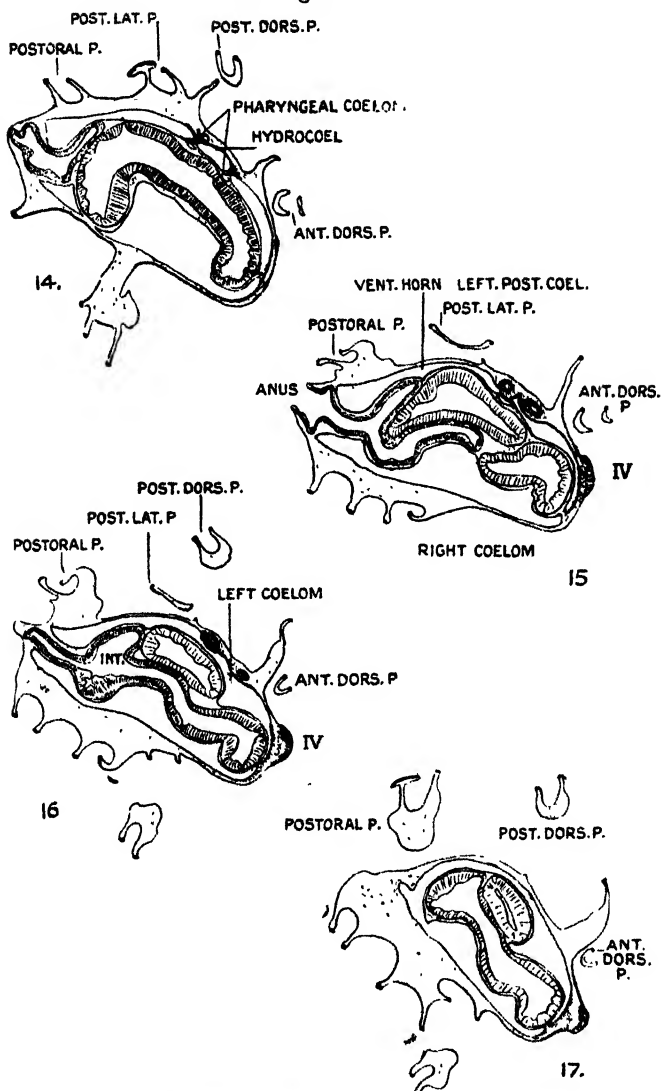 POST. LAT. P.
POST. DORS. P.
POSTORAL P.
PHARYNGEAL COELOM.
HYDROCOEL
ANT. DORS. P.
14.
VENT. HORN LEFT. POST. COEL.
POST. LAT. P.
POSTORAL P.
ANUS
ANT. DORS.
P
IV
RIGHT COELOM
15
POST. DORS. P.
POST. LAT. P
POSTORAL P.
LEFT COELOM
INT.
ANT. DORS. P
IV
16
POSTORAL P.
POST. DORS. P.
ANT.
DORS.
P.
17.